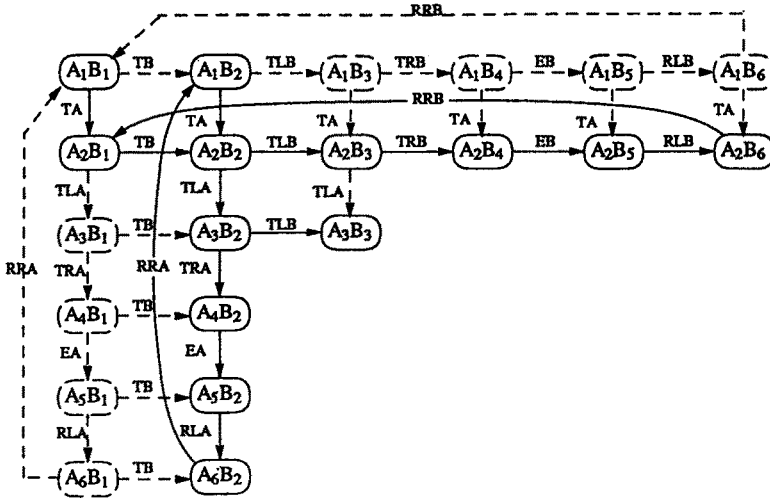 RRB
A₁B₁ TB A₁B₂ TLB A₁B₃ TRB A₁B₄ EB A₁B₅ RLB A₁B₆
RRB
TA TA TA TA TA TA
A₂B₁ TB A₂B₂ TLB A₂B₃ TRB A₂B₄ EB A₂B₅ RLB A₂B₆
TLA TLA TLA
A₃B₁ TB A₃B₂ TLB A₃B₃
RRA TRA RRA TRA
A₄B₁ TB A₄B₂
EA EA
A₅B₁ TB A₅B₂
RLA RLA
A₆B₁ TB A₆B₂